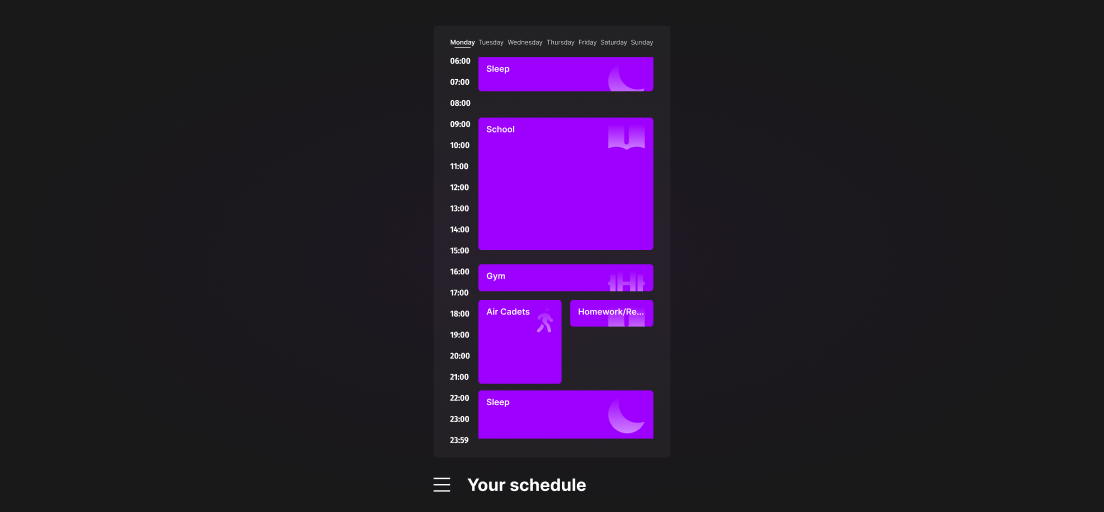 Monday Tuesday Wednesday Thursday Friday Saturday Sunday
06:00
Sleep
07:00
08:00
09:00
School
10:00
11:00
12:00
13:00
14:00
15:00
16:00
Gym
17:00
18:00
Air Cadets
Homework/Re...
19:00
20:00
21:00
22:00
Sleep
23:00
23:59
Your schedule